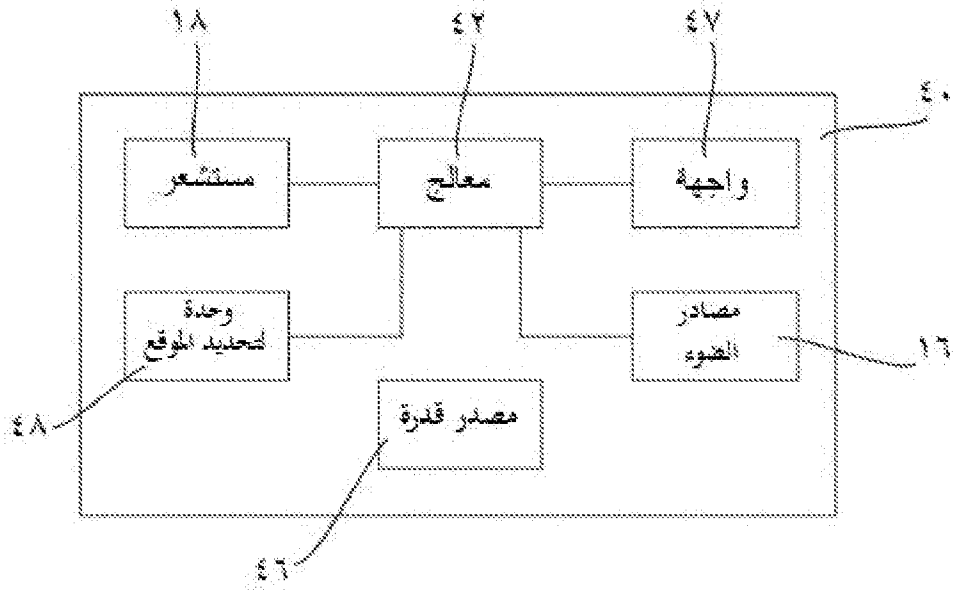 ٤٧
٤٢
١٨
٤٠
واجهة
معالج
مستشعر
مصادر
الضوء
وحدة
لتحديد الموقع
١٦
مصدر قدرة
٤٨
٤٦